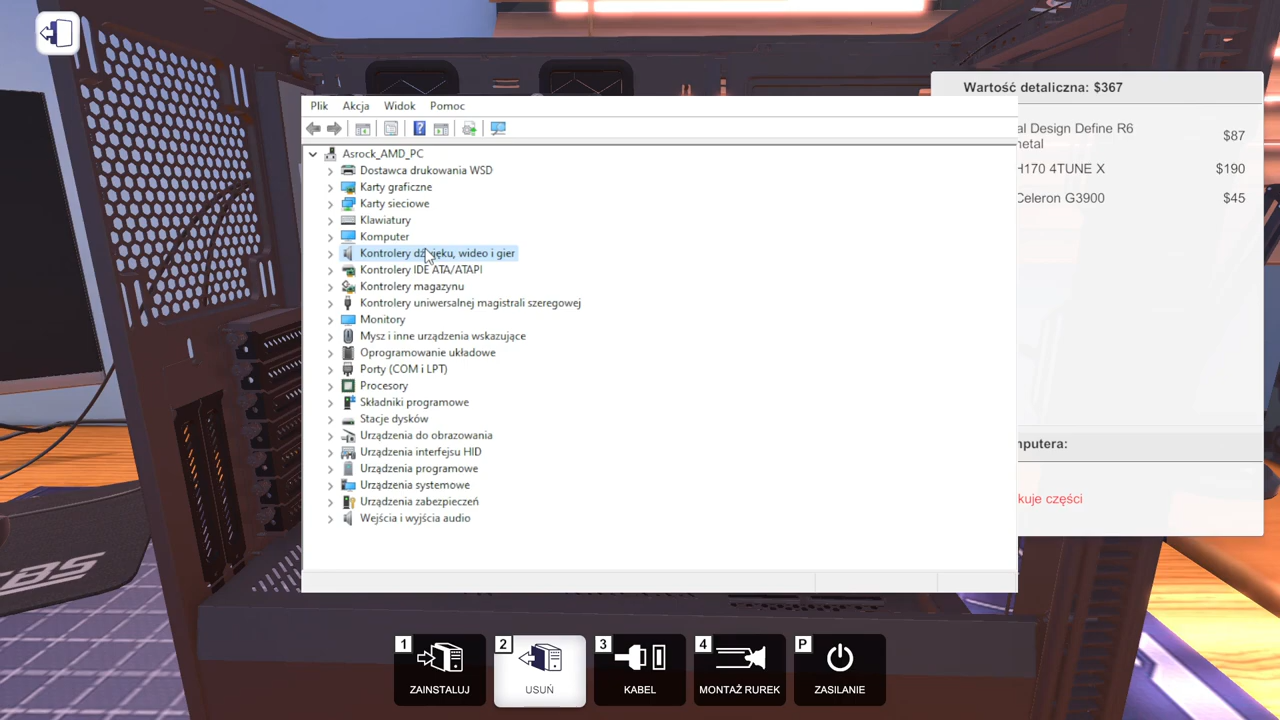 Wartość detaliczna: $367
al Design Define R6
metal
$87
H170 4TUNE X $190
Celeron G3900 $45
mputera:
kuje części
Plik Akcja Widok Pomoc
Asrock_AMD_PC
Dostawca drukowania WSD
Karty graficzne
Karty sieciowe
Klawiatury
Komputer
Kontrolery dźwięku, wideo i gier
Kontrolery IDE ATA/ATAPI
Kontrolery magazynu
Kontrolery uniwersalnej magistrali szeregowej
Monitory
Mysz i inne urządzenia wskazujące
Oprogramowanie układowe
Porty (COM i LPT)
Procesory
Składniki programowe
Stacje dysków
Urządzenia do obrazowania
Urządzenia interfejsu HID
Urządzenia programowe
Urządzenia systemowe
Urządzenia zabezpieczeń
Wejścia i wyjścia audio
1 ZAINSTALUJ
2 USUŃ
3 KABEL
4 MONTAŻ RUREK
P ZASILANIE